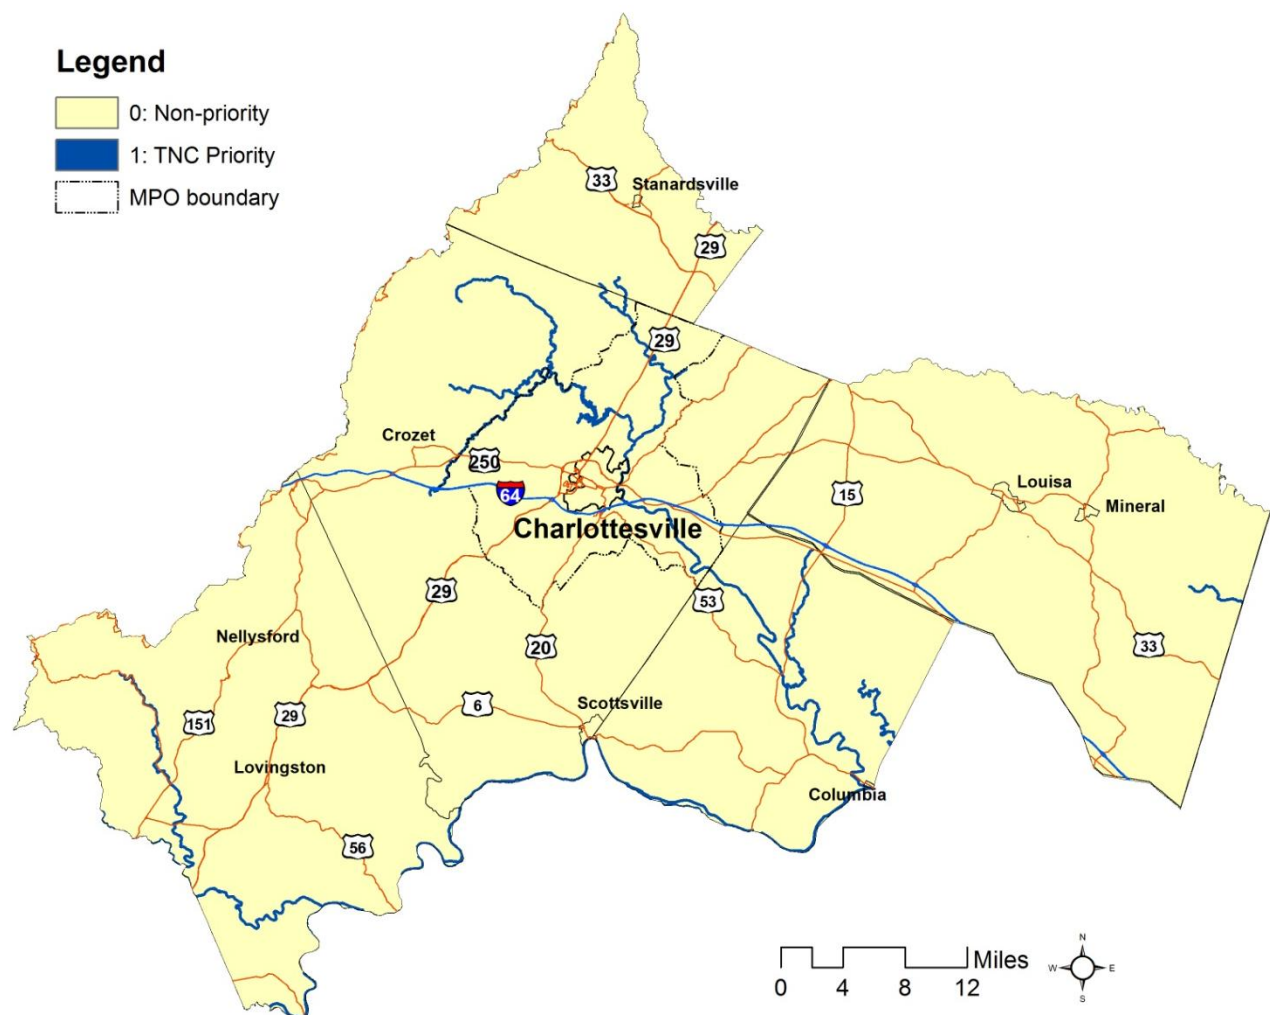 Legend
0: Non-priority
1: TNC Priority
MPO boundary
33
Stanardsville
29
29
Crozet
250
64
Charlottesville
15
Louisa
Mineral
29
53
20
33
Nellysford
151
29
6
Scottsville
Lovingston
Columbia
56
0 4 8 12 Miles
N
W E
S